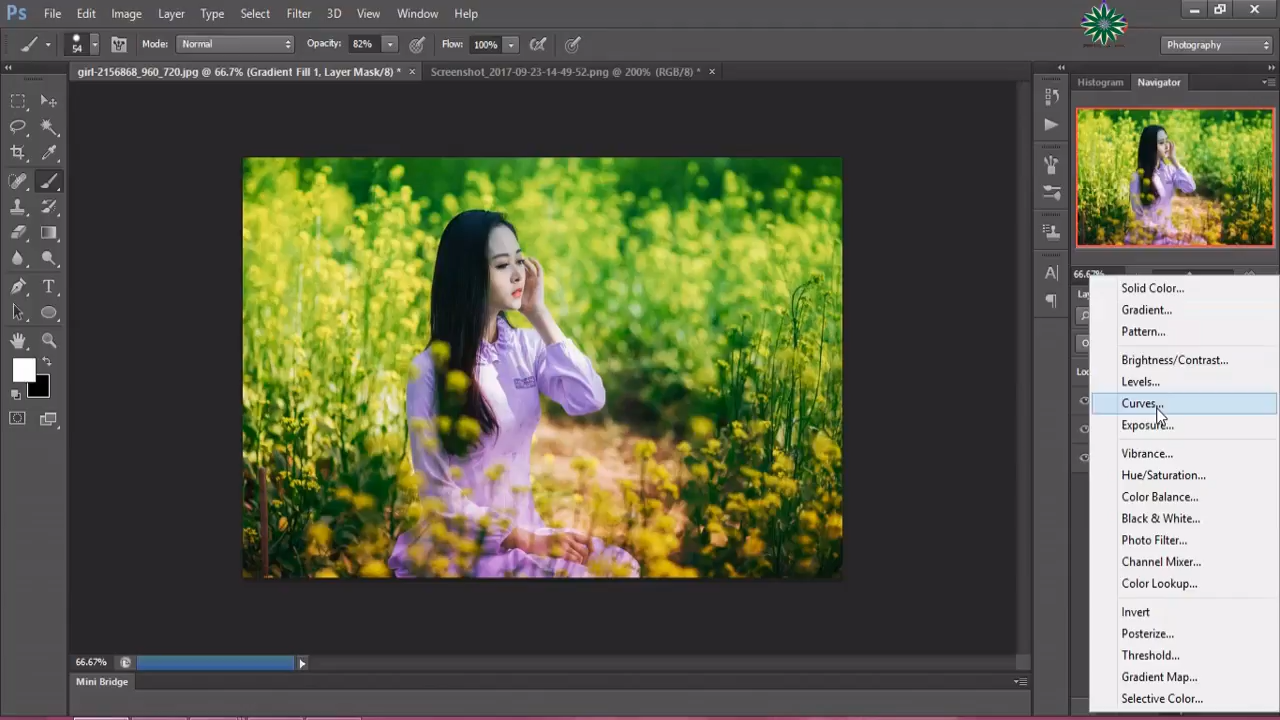 Ps File Edit Image Layer Type Select Filter 3D View Window Help
54 Mode: Normal Opacity: 82% Flow: 100% Photography
girl-2156868_960_720.jpg @ 66.7% (Gradient Fill 1, Layer Mask/8) * × Screenshot_2017-09-23-14-49-52.png @ 200% (RGB/8) * ×
Histogram Navigator
66.67%
Solid Color...
Gradient...
Pattern...
Brightness/Contrast...
Levels...
Curves...
Exposure...
Vibrance...
Hue/Saturation...
Color Balance...
Black & White...
Photo Filter...
Channel Mixer...
Color Lookup...
Invert
Posterize...
Threshold...
Gradient Map...
Selective Color...
66.67%
Mini Bridge